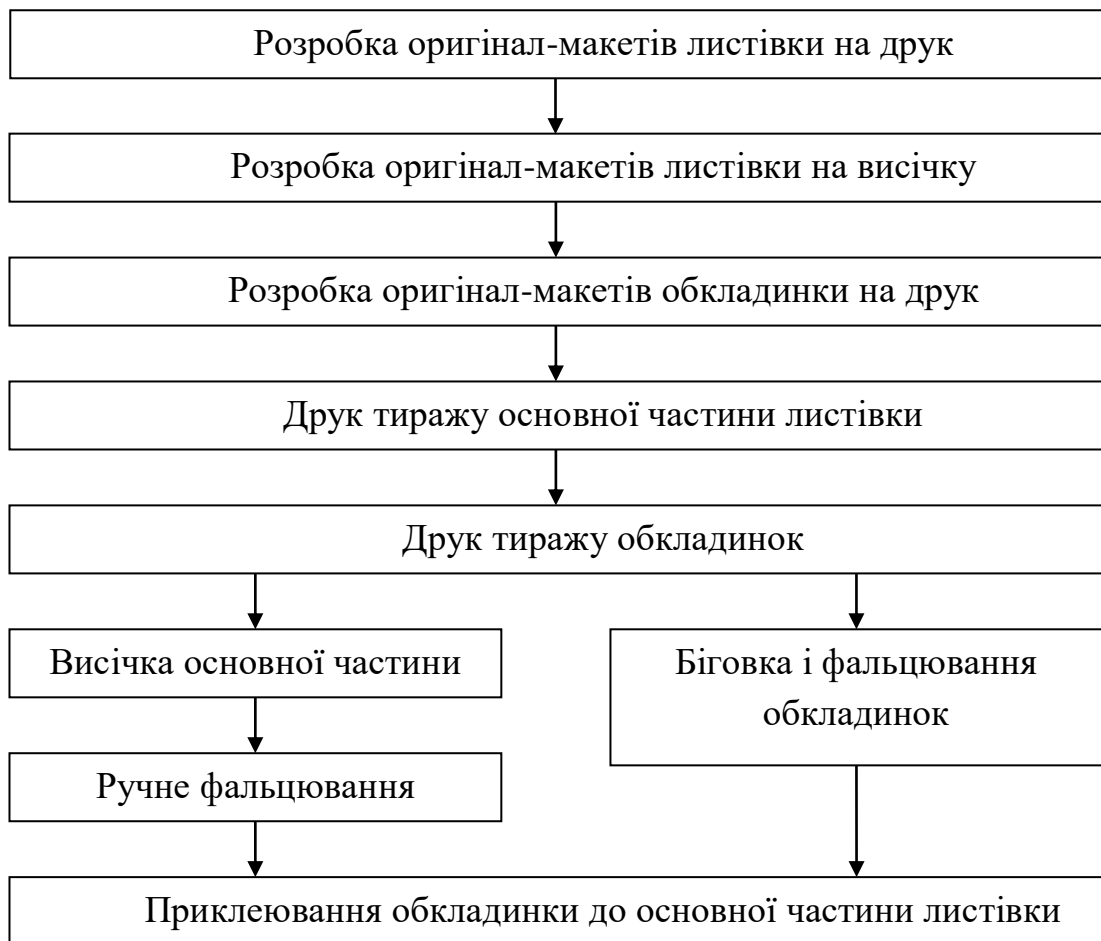 Розробка оригінал-макетів листівки на друк
Розробка оригінал-макетів листівки на висічку
Розробка оригінал-макетів обкладинки на друк
Друк тиражу основної частини листівки
Друк тиражу обкладинок
Висічка основної частини
Біговка і фальцювання
обкладинок
Ручне фальцювання
Приклеювання обкладинки до основної частини листівки